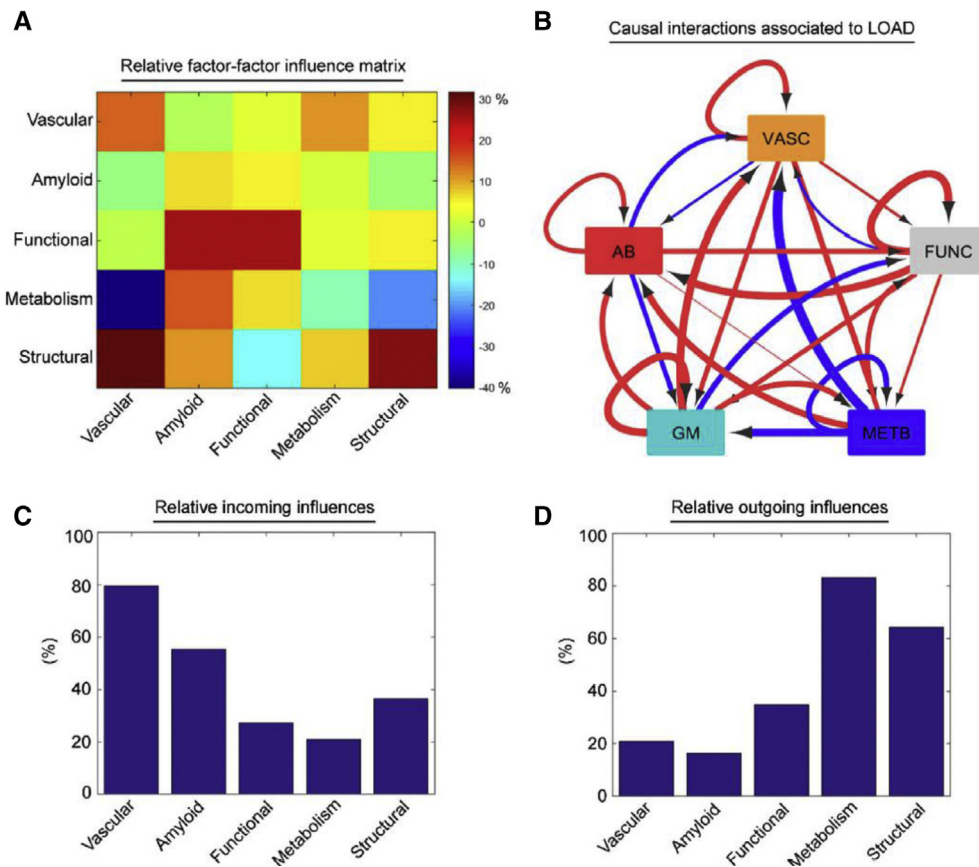 A
Relative factor-factor influence matrix
Vascular
Amyloid
Functional
Metabolism
Structural
Vascular
Amyloid
Functional
Metabolism
Structural
30 %
20
10
0
-10
-20
-30
-40 %
B
Causal interactions associated to LOAD
VASC
AB
FUNC
GM
METB
C
Relative incoming influences
(%)
100
80
60
40
20
0
Vascular
Amyloid
Functional
Metabolism
Structural
D
Relative outgoing influences
(%)
100
80
60
40
20
0
Vascular
Amyloid
Functional
Metabolism
Structural